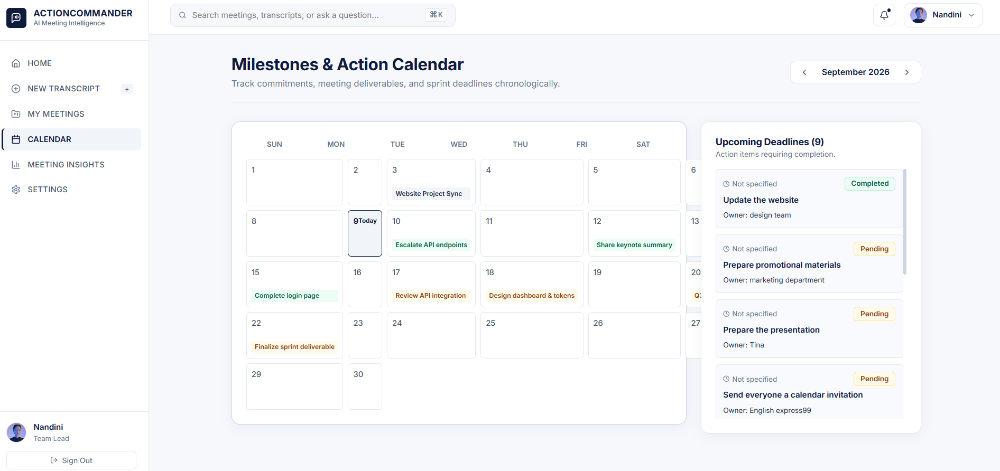 ACTIONCOMMANDER
AI Meeting Intelligence
Search meetings, transcripts, or ask a question...
⌘K
Nandini
HOME
NEW TRANSCRIPT
+
MY MEETINGS
CALENDAR
MEETING INSIGHTS
SETTINGS
Nandini
Team Lead
Sign Out
Milestones & Action Calendar
Track commitments, meeting deliverables, and sprint deadlines chronologically.
September 2026
SUN MON TUE WED THU FRI SAT
1 2 3 4 5 6
Website Project Sync
8 9Today 10 11 12 13
Escalate API endpoints Share keynote summary
15 16 17 18 19 20
Complete login page Review API integration Design dashboard & tokens Q3
22 23 24 25 26 27
Finalize sprint deliverable
29 30
Upcoming Deadlines (9)
Action items requiring completion.
Not specified Completed
Update the website
Owner: design team
Not specified Pending
Prepare promotional materials
Owner: marketing department
Not specified Pending
Prepare the presentation
Owner: Tina
Not specified Pending
Send everyone a calendar invitation
Owner: English express99